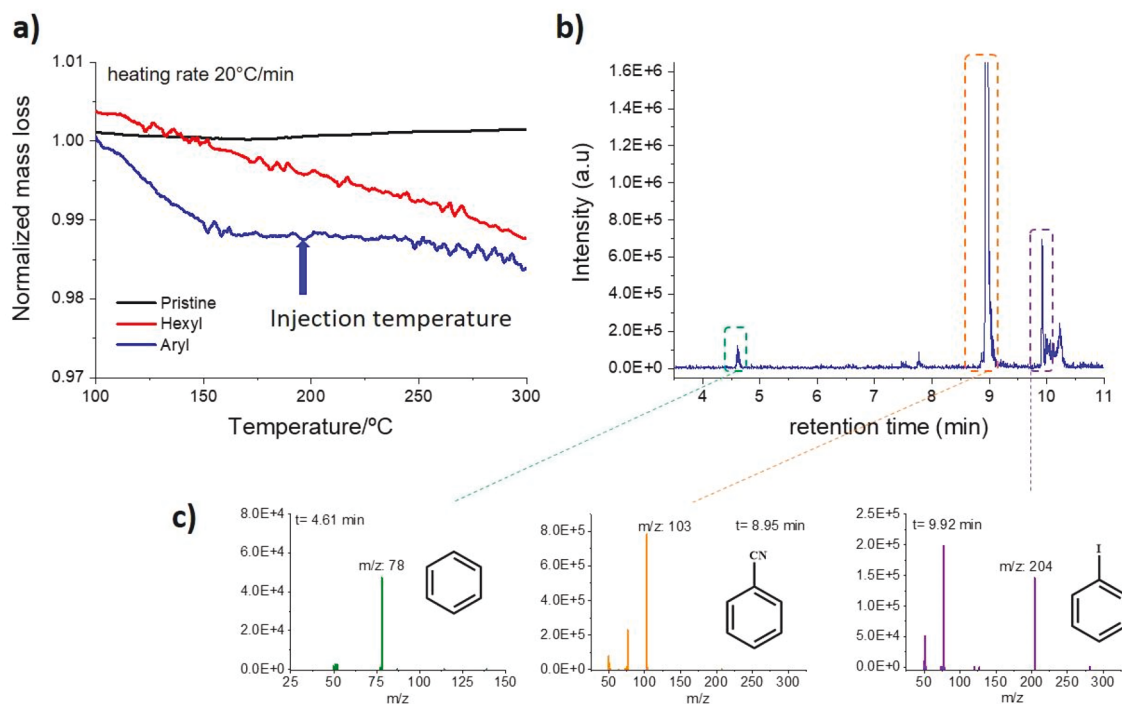 a)
1.01
1.00
0.99
0.98
0.97
Normalized mass loss
heating rate 20°C/min
Pristine
Hexyl
Aryl
Injection temperature
100
150
200
250
300
Temperature/ºC
b)
1.6E+6
1.4E+6
1.2E+6
1.0E+6
8.0E+5
6.0E+5
4.0E+5
2.0E+5
0.0E+0
Intensity (a.u)
4
5
6
7
8
9
10
11
retention time (min)
c)
8.0E+4
6.0E+4
4.0E+4
2.0E+4
0.0E+0
t= 4.61 min
m/z: 78
25
50
75
100
125
150
m/z
8.0E+5
6.0E+5
4.0E+5
2.0E+5
0.0E+0
m/z: 103
t= 8.95 min
CN
50
100
150
200
250
300
m/z
2.5E+5
2.0E+5
1.5E+5
1.0E+5
5.0E+4
0.0E+0
t= 9.92 min
m/z: 204
I
50
100
150
200
250
300
m/z